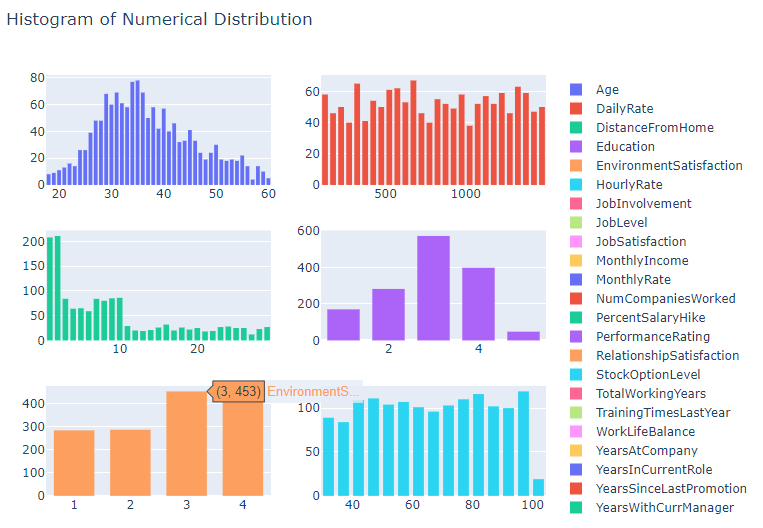 Histogram of Numerical Distribution
80
60
40
20
0
20
40
60
60
40
20
0
500
1000
200
150
100
50
0
10
20
600
400
200
0
2
4
400
300
200
100
0
1
2
3
4
(3, 453)
EnvironmentS...
100
50
0
40
60
80
100
Age
DailyRate
DistanceFromHome
Education
EnvironmentSatisfaction
HourlyRate
JobInvolvement
JobLevel
JobSatisfaction
MonthlyIncome
MonthlyRate
NumCompaniesWorked
PercentSalaryHike
PerformanceRating
RelationshipSatisfaction
StockOptionLevel
TotalWorkingYears
TrainingTimesLastYear
WorkLifeBalance
YearsAtCompany
YearsInCurrentRole
YearsSinceLastPromotion
YearsWithCurrManager